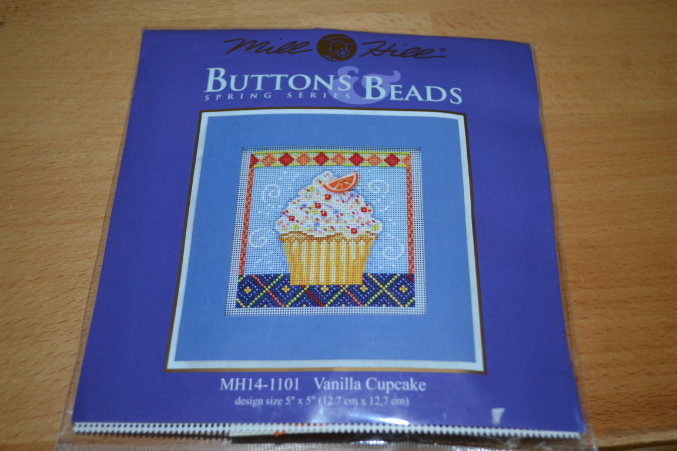 Mill Hill®
BUTTONS & BEADS
SPRING SERIES
MH14-1101 Vanilla Cupcake
design size 5" x 5" (12.7 cm x 12.7 cm)